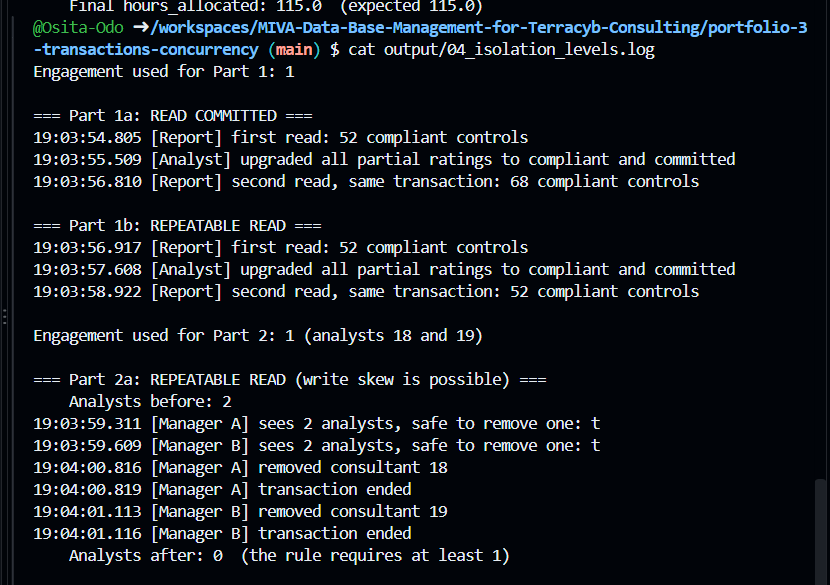 Final hours_allocated: 115.0  (expected 115.0)
@Osita-Odo ➜/workspaces/MIVA-Data-Base-Management-for-Terracyb-Consulting/portfolio-3
-transactions-concurrency (main) $ cat output/04_isolation_levels.log
Engagement used for Part 1: 1
=== Part 1a: READ COMMITTED ===
19:03:54.805 [Report] first read: 52 compliant controls
19:03:55.509 [Analyst] upgraded all partial ratings to compliant and committed
19:03:56.810 [Report] second read, same transaction: 68 compliant controls
=== Part 1b: REPEATABLE READ ===
19:03:56.917 [Report] first read: 52 compliant controls
19:03:57.608 [Analyst] upgraded all partial ratings to compliant and committed
19:03:58.922 [Report] second read, same transaction: 52 compliant controls
Engagement used for Part 2: 1 (analysts 18 and 19)
=== Part 2a: REPEATABLE READ (write skew is possible) ===
Analysts before: 2
19:03:59.311 [Manager A] sees 2 analysts, safe to remove one: t
19:03:59.609 [Manager B] sees 2 analysts, safe to remove one: t
19:04:00.816 [Manager A] removed consultant 18
19:04:00.819 [Manager A] transaction ended
19:04:01.113 [Manager B] removed consultant 19
19:04:01.116 [Manager B] transaction ended
Analysts after: 0  (the rule requires at least 1)